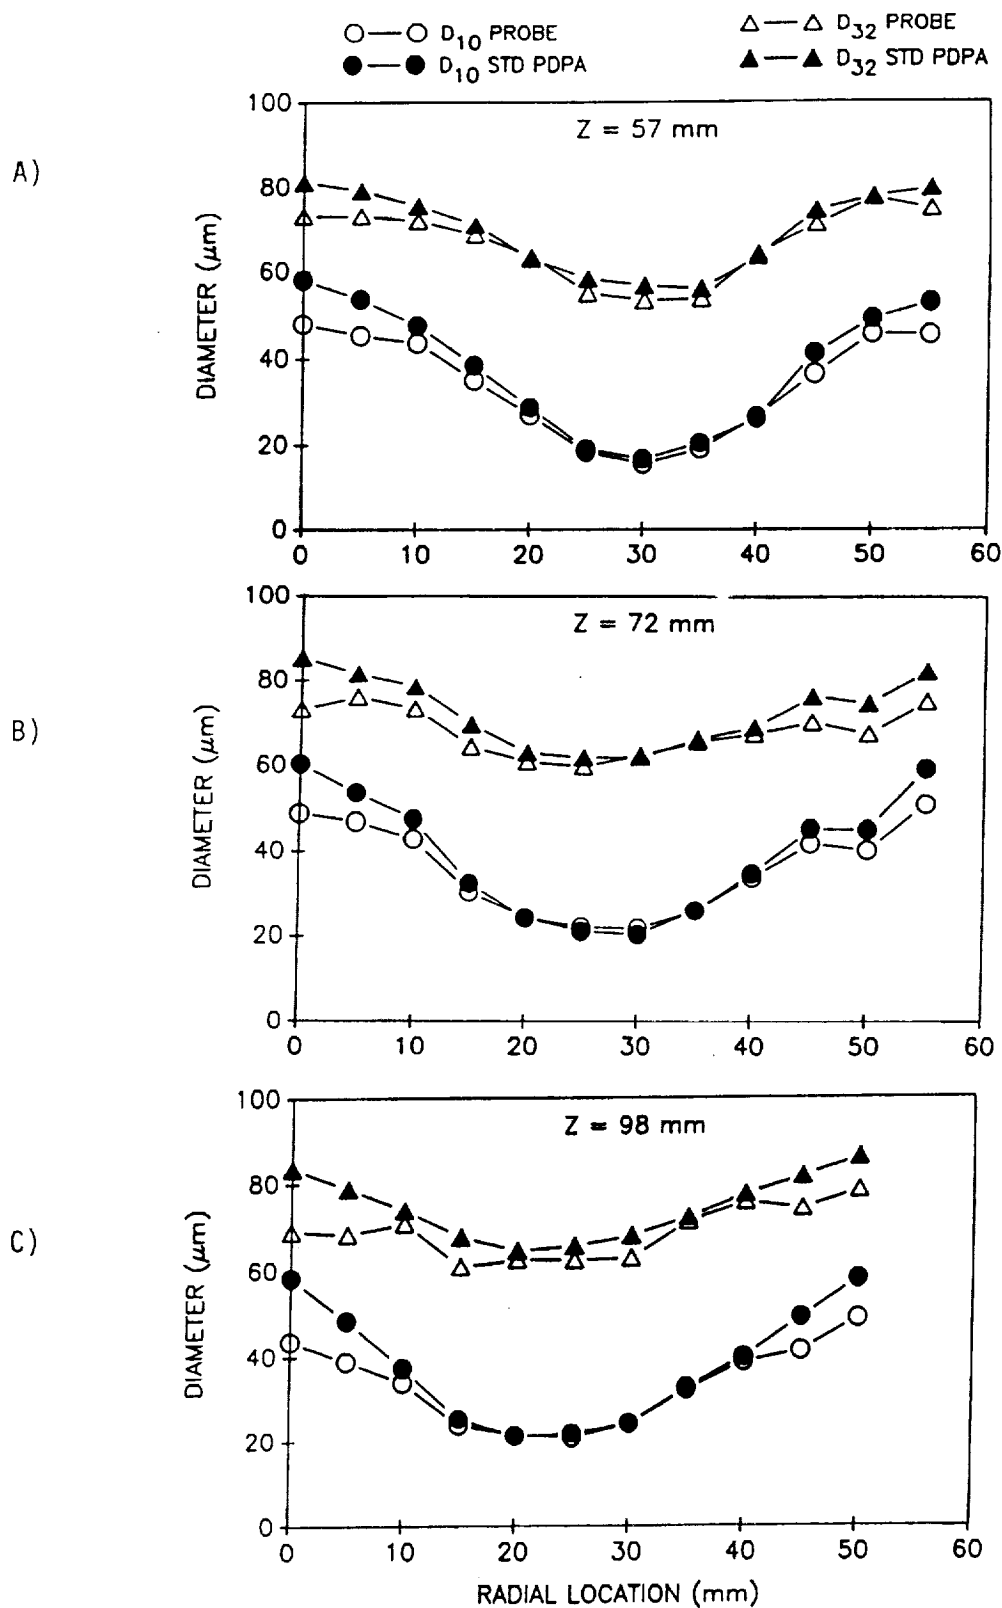 D10 PROBE
D10 STD PDPA
D32 PROBE
D32 STD PDPA
A)
Z = 57 mm
DIAMETER (μm)
100
80
60
40
20
0
0 10 20 30 40 50 60
B)
Z = 72 mm
DIAMETER (μm)
100
80
60
40
20
0
0 10 20 30 40 50 60
C)
Z = 98 mm
DIAMETER (μm)
100
80
60
40
20
0
0 10 20 30 40 50 60
RADIAL LOCATION (mm)